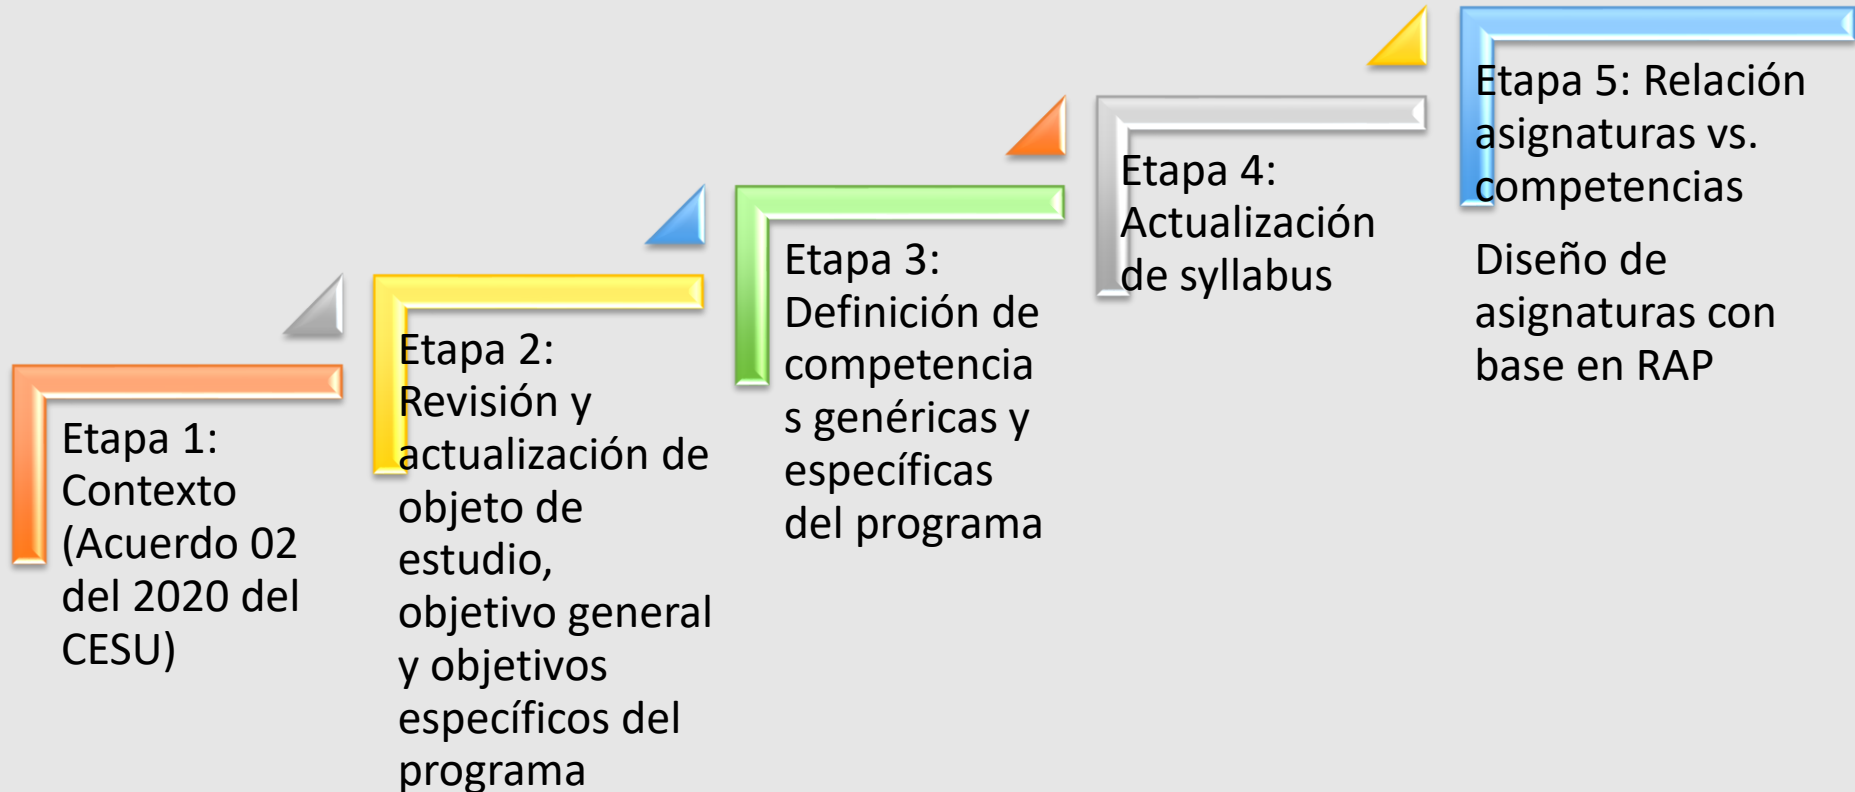 Etapa 1:
Contexto
(Acuerdo 02
del 2020 del
CESU)
Etapa 2:
Revisión y
actualización de
objeto de
estudio,
objetivo general
y objetivos
específicos del
programa
Etapa 3:
Definición de
competencia
s genéricas y
específicas
del programa
Etapa 4:
Actualización
de syllabus
Etapa 5: Relación
asignaturas vs.
competencias
Diseño de
asignaturas con
base en RAP